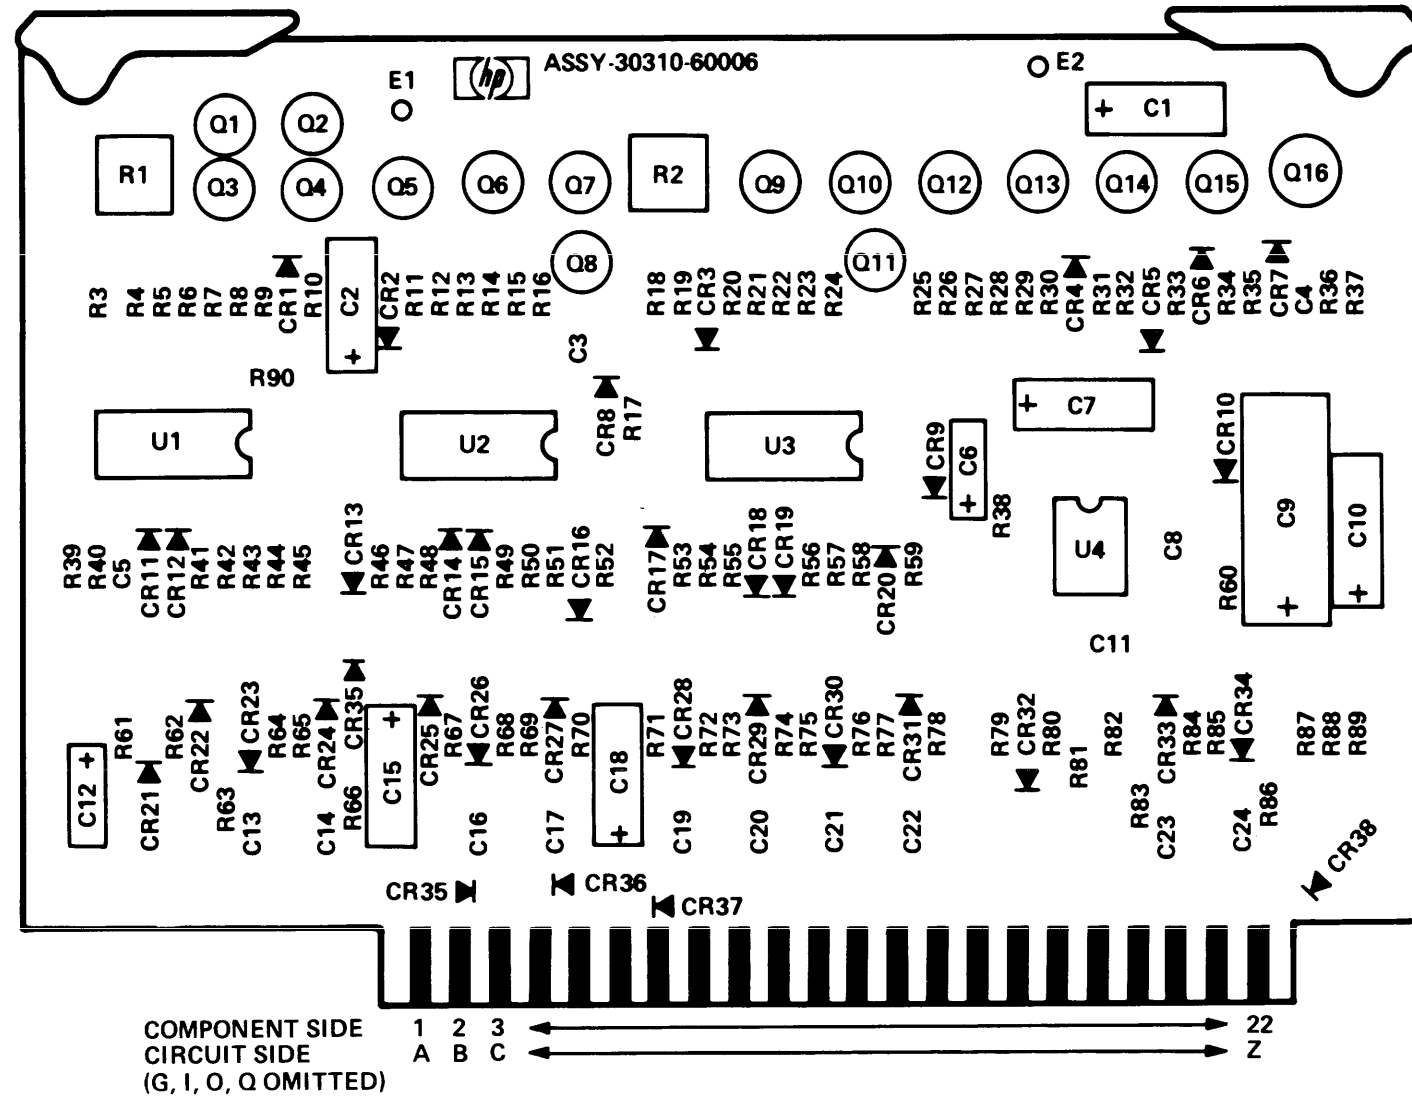 hp ASSY-30310-60006
E1
E2
C1
Q1 Q2
R1 Q3 Q4 Q5 Q6 Q7 R2 Q9 Q10 Q12 Q13 Q14 Q15 Q16
Q8 Q11
R3 R4 R5 R6 R7 R8 R9 CR1 R10 C2 + CR2 R11 R12 R13 R14 R15 R16 R18 R19 CR3 R20 R21 R22 R23 R24 R25 R26 R27 R28 R29 R30 CR4 R31 R32 CR5 R33 CR6 R34 R35 CR7 C4 R36 R37
C3
R90
CR8 R17
+ C7
U1 U2 U3 CR9 C6 + R38 CR10 C9 + C10 +
U4 C8
R39 R40 C5 CR11 CR12 R41 R42 R43 R44 R45 CR13 R46 R47 R48 CR14 CR15 R49 R50 R51 CR16 R52 CR17 R53 R54 R55 CR18 CR19 R56 R57 R58 CR20 R59 R60
C11
C12 + R61 CR21 R62 CR22 R63 CR23 C13 R64 R65 CR24 C14 CR35 R66 C15 + CR25 R67 CR26 C16 R68 R69 CR27 C17 R70 C18 + R71 CR28 C19 R72 R73 CR29 C20 R74 R75 CR30 C21 R76 R77 CR31 C22 R78 R79 CR32 R80 R81 R82 R83 CR33 C23 R84 R85 CR34 C24 R86 R87 R88 R89
CR38
CR35 CR36
CR37
COMPONENT SIDE 1 2 3 22
CIRCUIT SIDE A B C Z
(G, I, O, Q OMITTED)